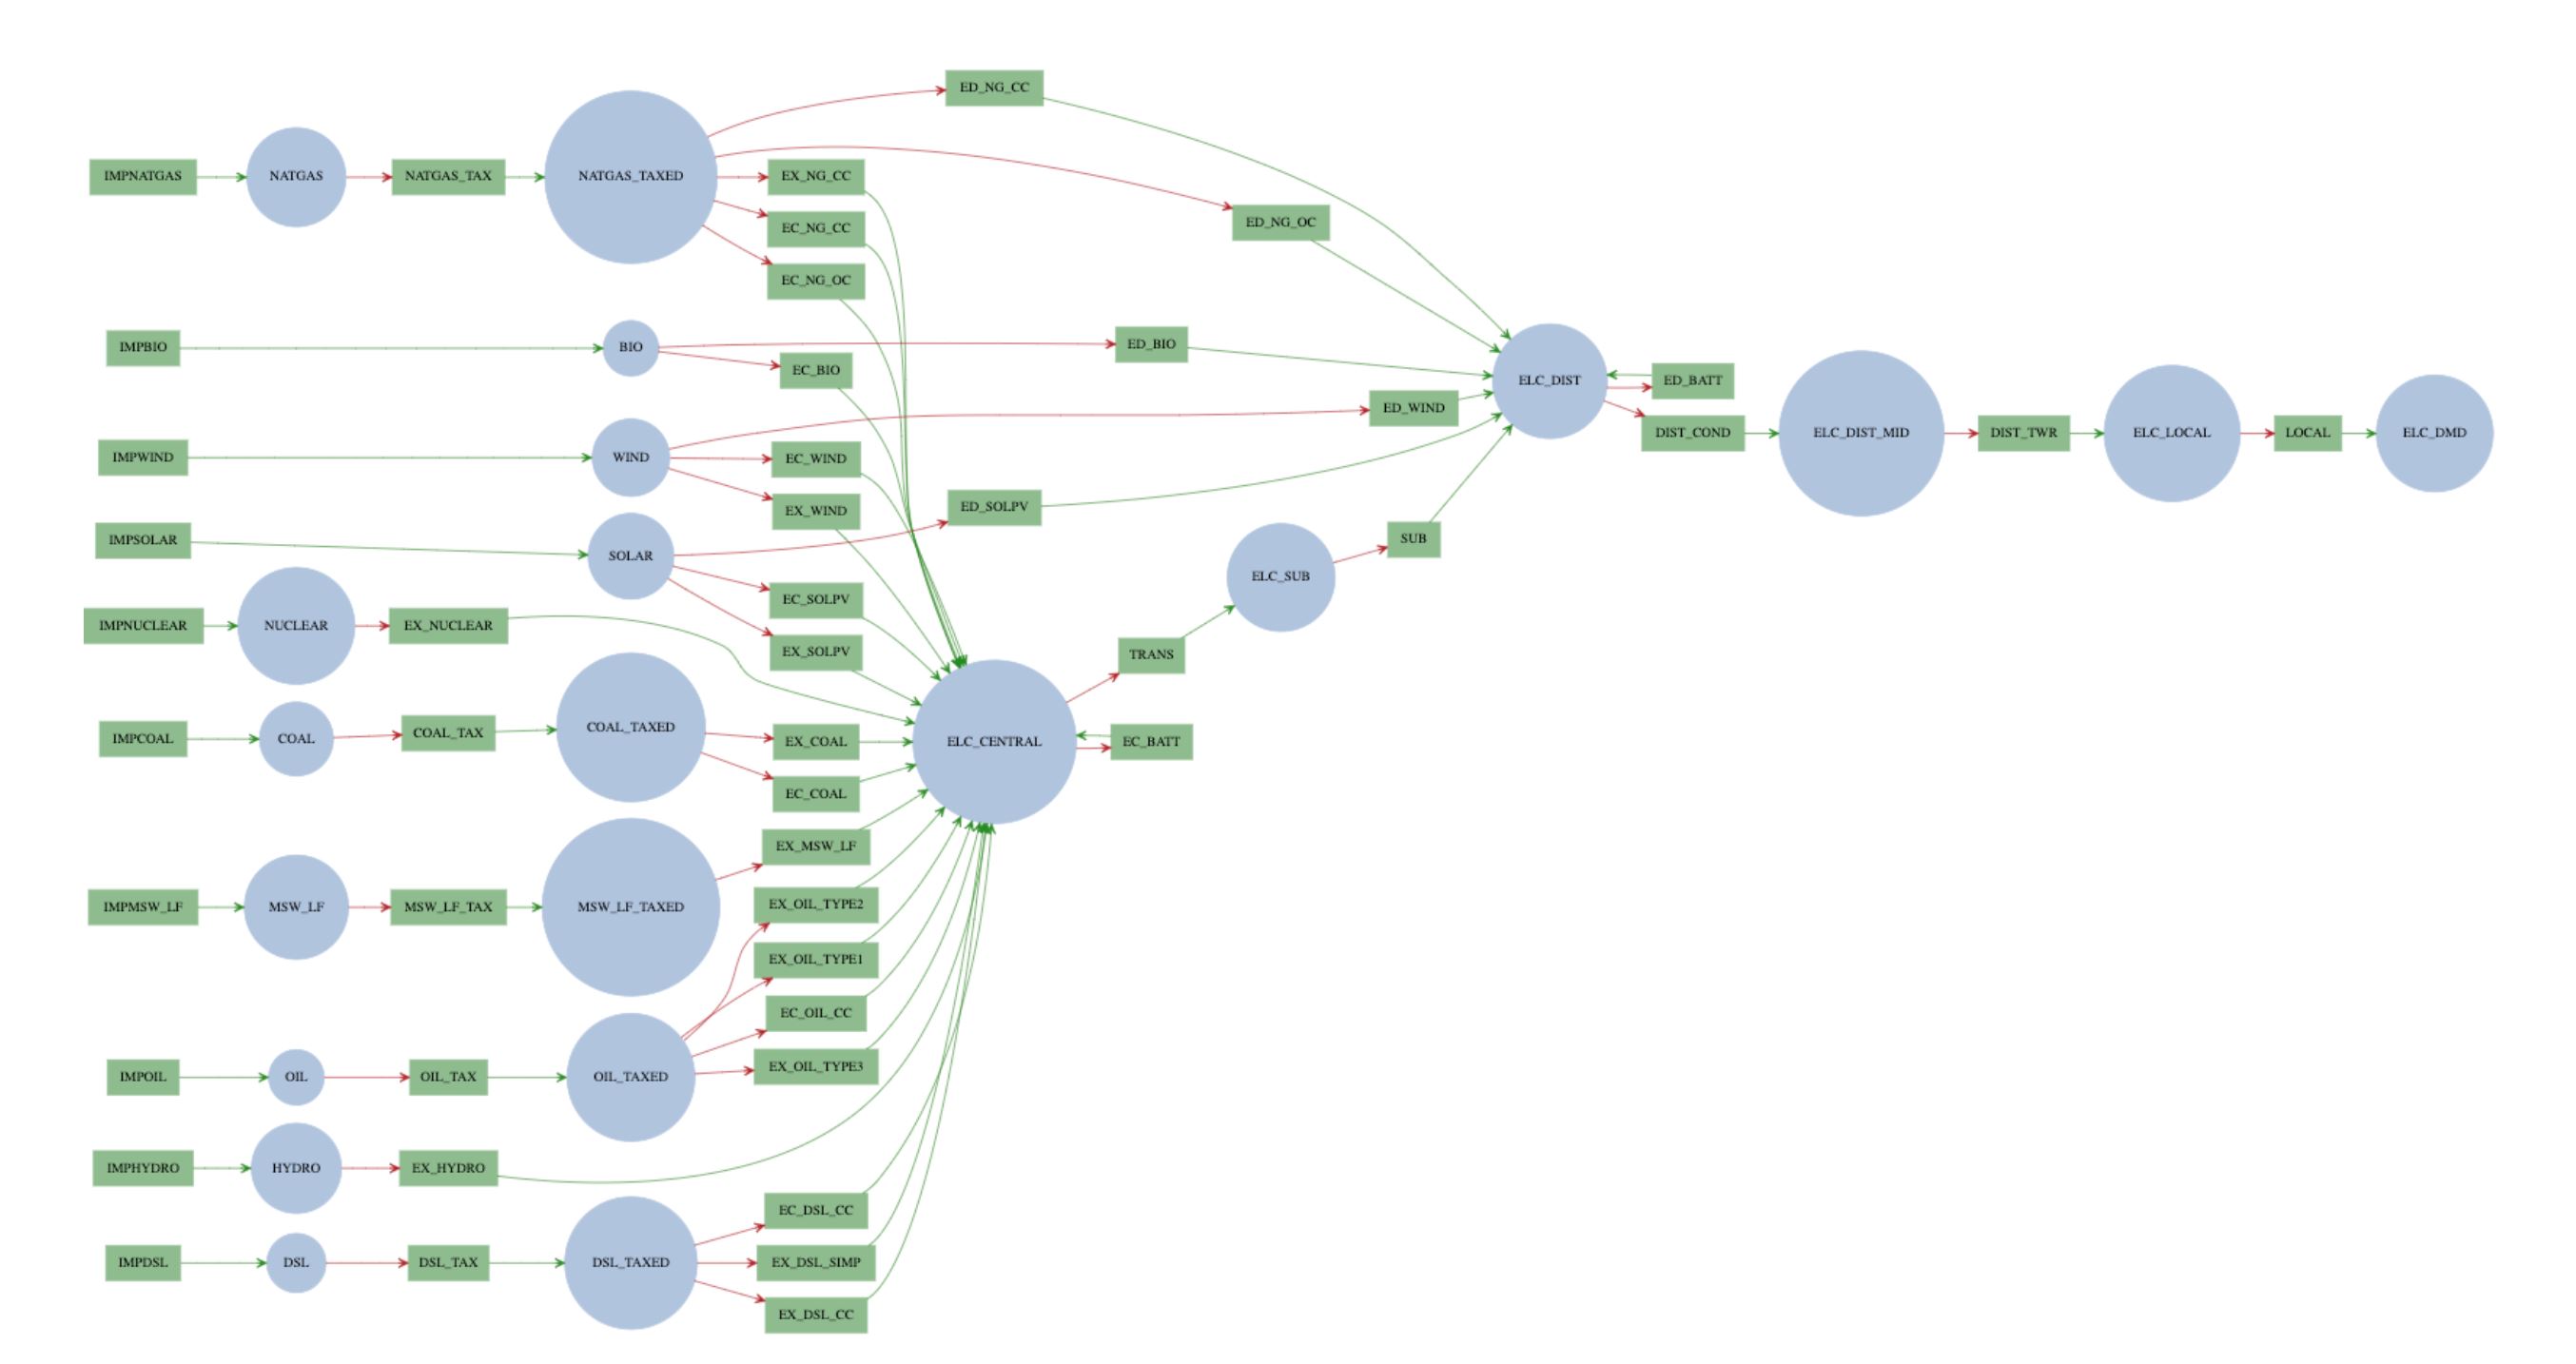 ED_NG_CC
IMPNATGAS
NATGAS
NATGAS_TAX
NATGAS_TAXED
EX_NG_CC
ED_NG_OC
EC_NG_CC
EC_NG_OC
IMPBIO
BIO
ED_BIO
EC_BIO
ELC_DIST
ED_BATT
ED_WIND
DIST_COND
ELC_DIST_MID
DIST_TWR
ELC_LOCAL
LOCAL
ELC_DMD
IMPWIND
WIND
EC_WIND
EX_WIND
ED_SOLPV
IMPSOLAR
SOLAR
SUB
ELC_SUB
EC_SOLPV
IMPNUCLEAR
NUCLEAR
EX_NUCLEAR
EX_SOLPV
TRANS
IMPCOAL
COAL
COAL_TAX
COAL_TAXED
EX_COAL
ELC_CENTRAL
EC_BATT
EC_COAL
EX_MSW_LF
IMPMSW_LF
MSW_LF
MSW_LF_TAX
MSW_LF_TAXED
EX_OIL_TYPE2
EX_OIL_TYPE1
EC_OIL_CC
IMPOIL
OIL
OIL_TAX
OIL_TAXED
EX_OIL_TYPE3
IMPHYDRO
HYDRO
EX_HYDRO
EC_DSL_CC
IMPDSL
DSL
DSL_TAX
DSL_TAXED
EX_DSL_SIMP
EX_DSL_CC